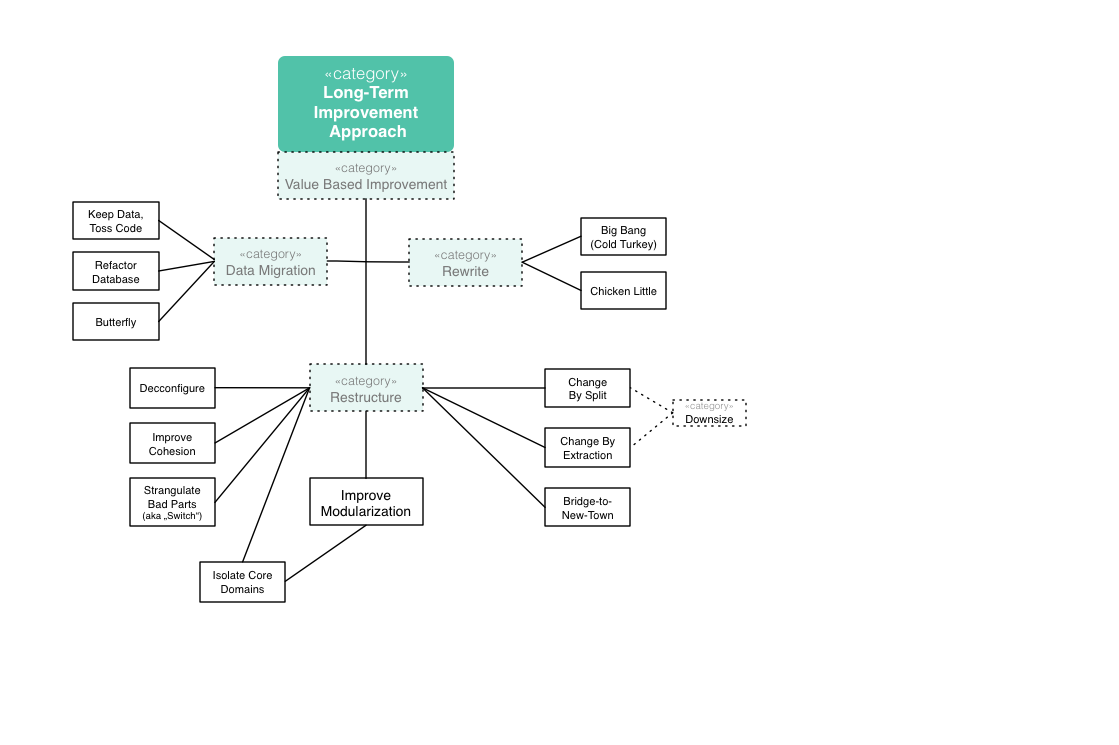 «category»
Long-Term
Improvement
Approach
«category»
Value Based Improvement
Keep Data,
Toss Code
Refactor
Database
Butterfly
«category»
Data Migration
«category»
Rewrite
Big Bang
(Cold Turkey)
Chicken Little
«category»
Restructure
Decconfigure
Improve
Cohesion
Strangulate
Bad Parts
(aka „Switch“)
Isolate Core
Domains
Improve
Modularization
Change
By Split
Change By
Extraction
Bridge-to-
New-Town
«category»
Downsize